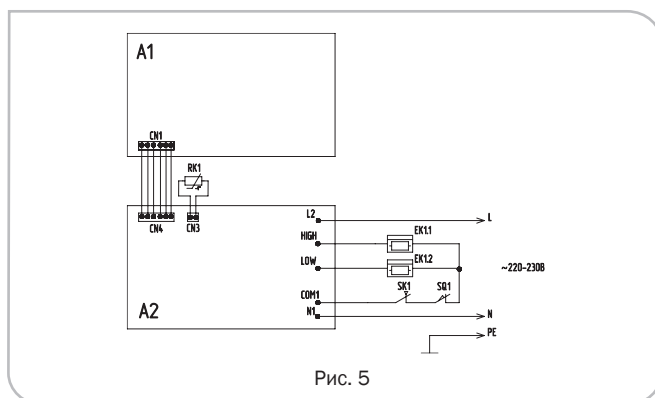 A1
CN1
RK1
CN4
CN3
L2
L
HIGH
EK1.1
LOW
EK1.2
~220-230В
COM1
SK1
SQ1
A2
N1
N
PE
Рис. 5